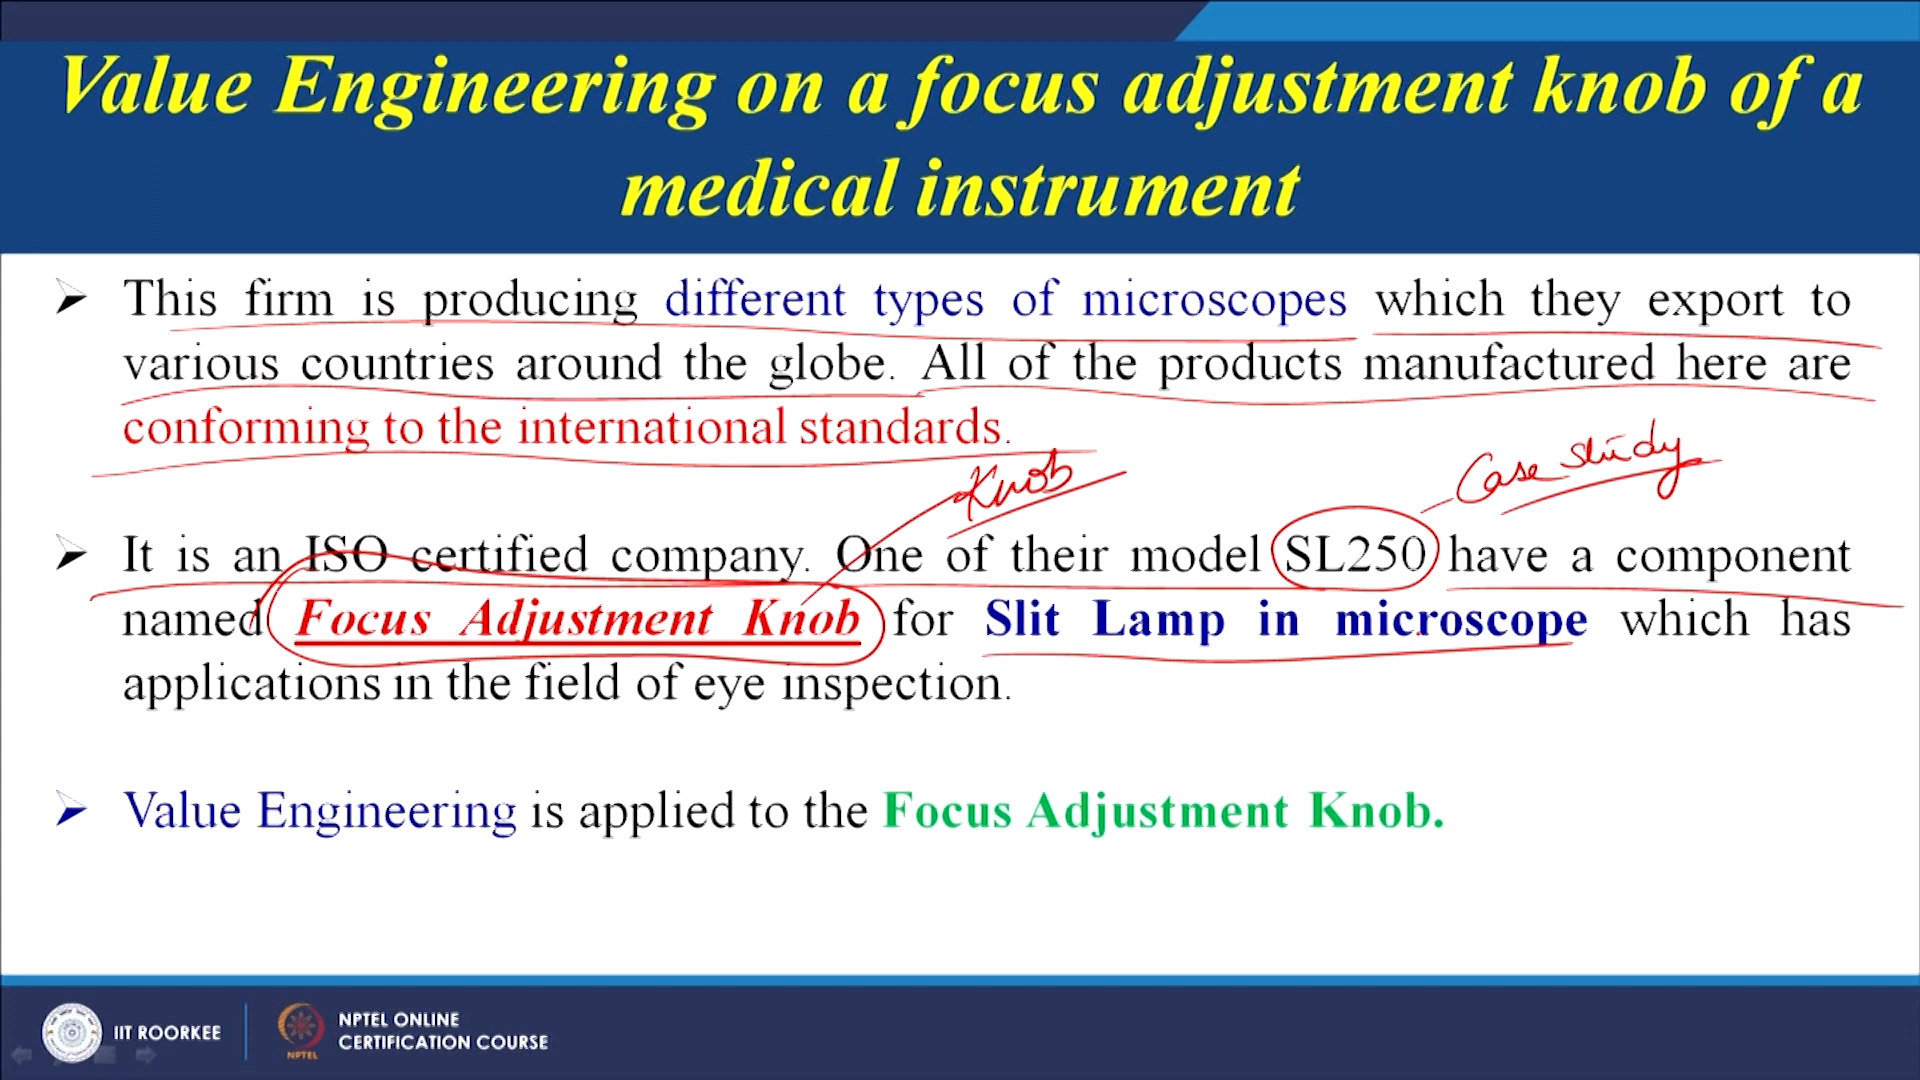 Value Engineering on a focus adjustment knob of a
medical instrument
➢ This firm is producing different types of microscopes which they export to
various countries around the globe. All of the products manufactured here are
conforming to the international standards.
Knob
Case study
➢ It is an ISO certified company. One of their model SL250 have a component
named Focus Adjustment Knob for Slit Lamp in microscope which has
applications in the field of eye inspection.
➢ Value Engineering is applied to the Focus Adjustment Knob.
IIT ROORKEE
NPTEL
NPTEL ONLINE
CERTIFICATION COURSE